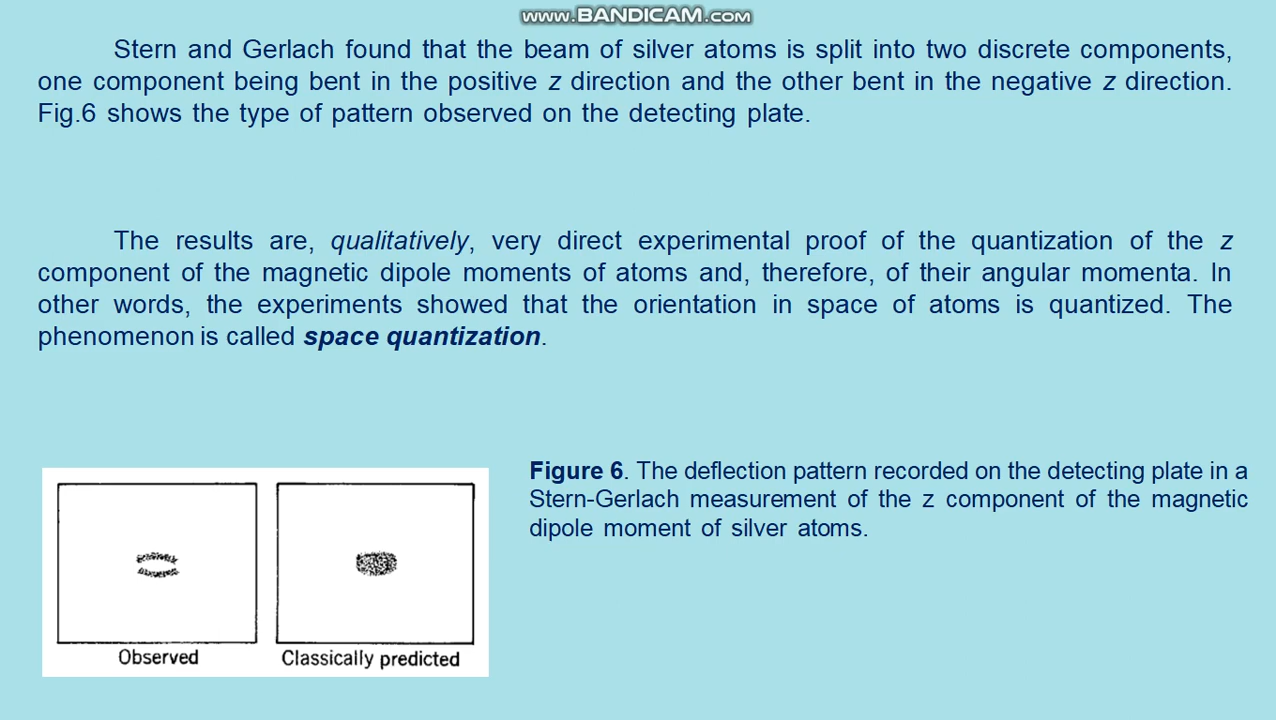 www.BANDICAM.com
Stern and Gerlach found that the beam of silver atoms is split into two discrete components,
one component being bent in the positive z direction and the other bent in the negative z direction.
Fig.6 shows the type of pattern observed on the detecting plate.
The results are, qualitatively, very direct experimental proof of the quantization of the z
component of the magnetic dipole moments of atoms and, therefore, of their angular momenta. In
other words, the experiments showed that the orientation in space of atoms is quantized. The
phenomenon is called space quantization.
Figure 6. The deflection pattern recorded on the detecting plate in a
Stern-Gerlach measurement of the z component of the magnetic
dipole moment of silver atoms.
Observed
Classically predicted